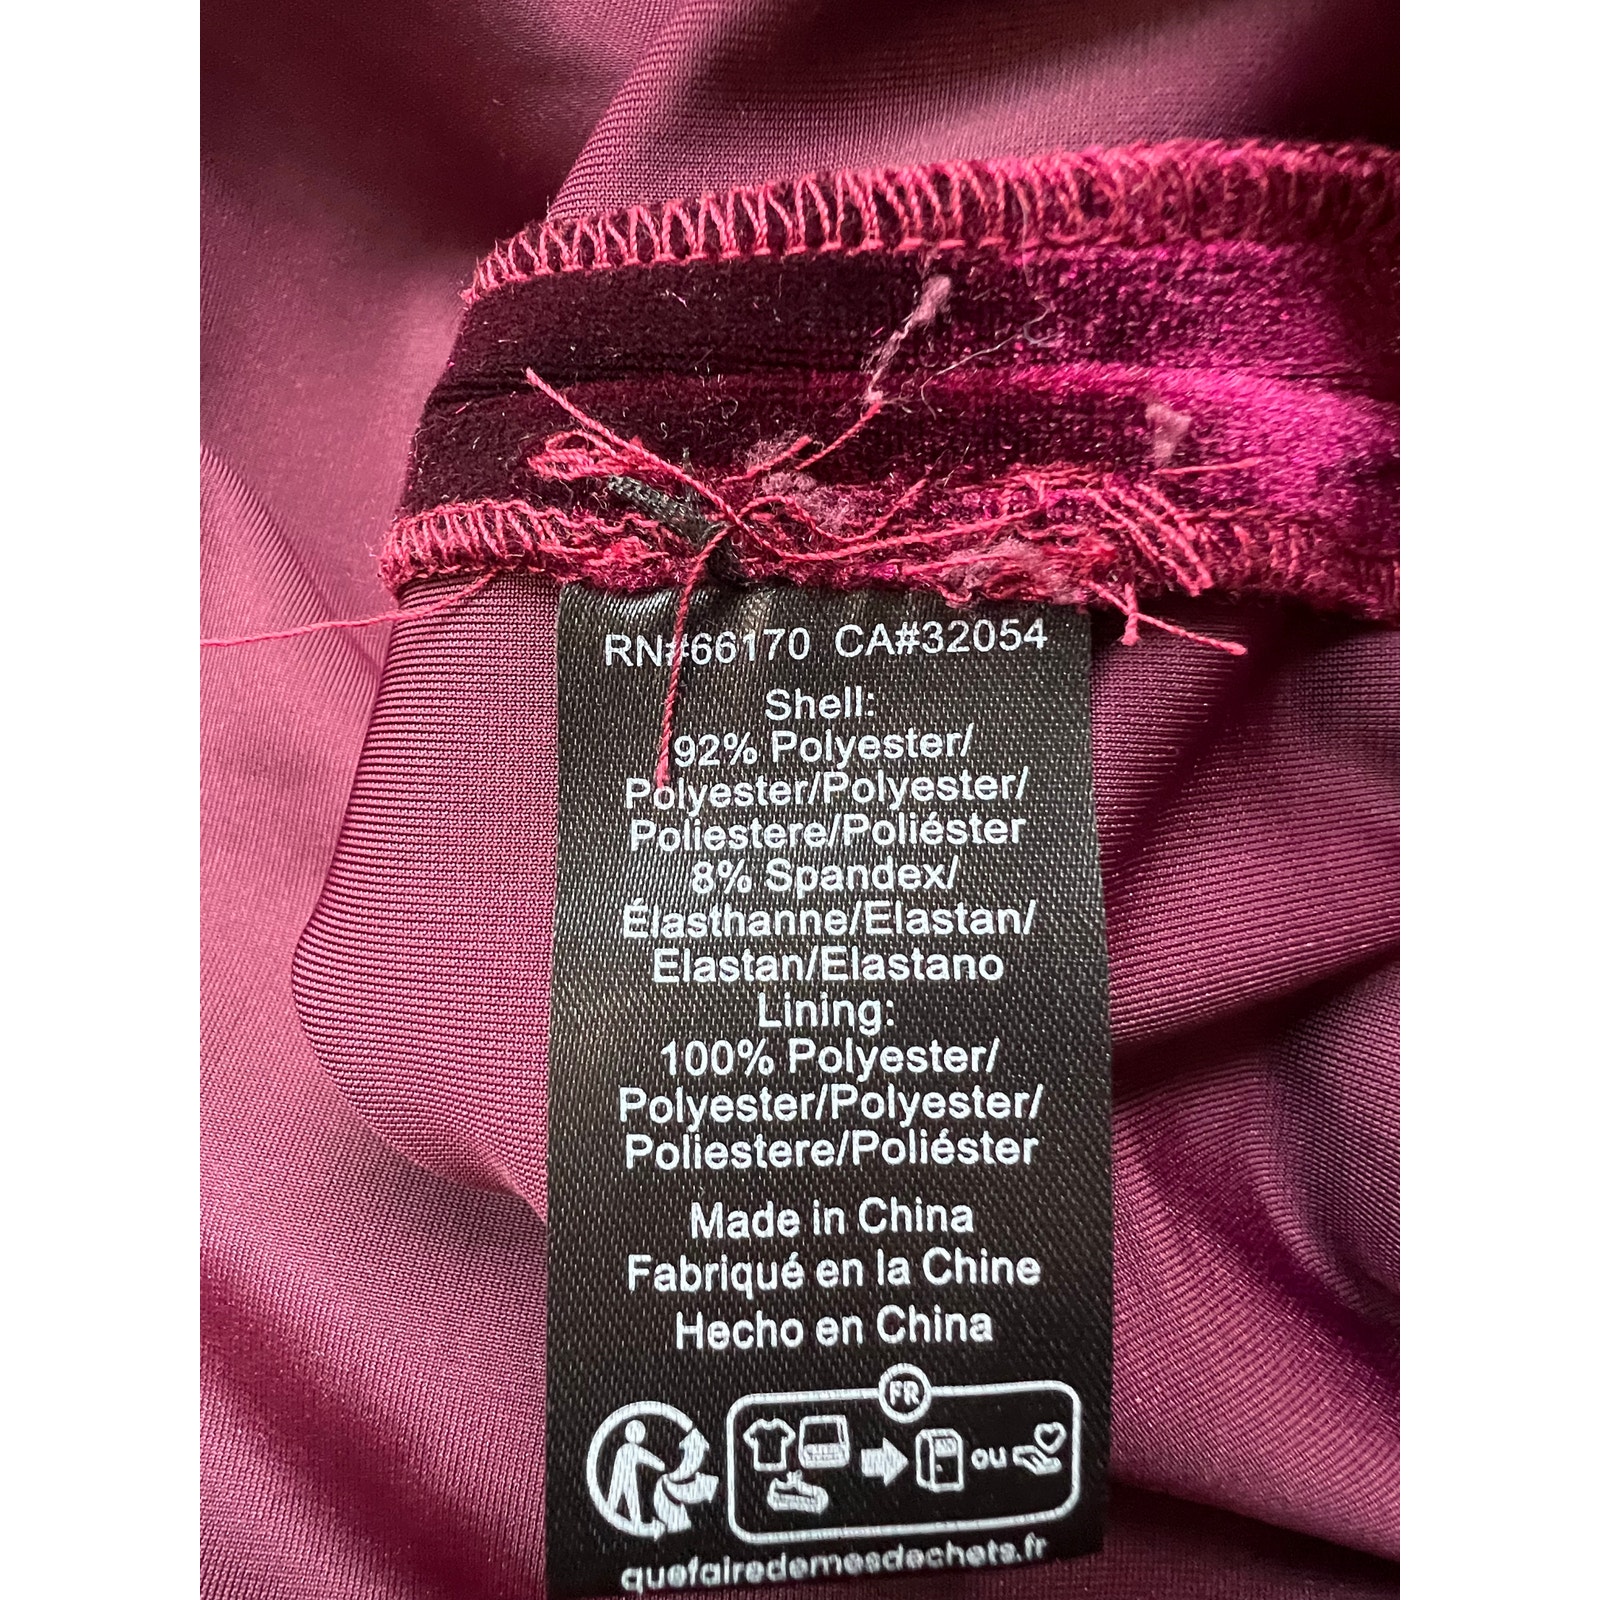 RN#66170 CA#32054
Shell:
92% Polyester/
Polyester/Polyester/
Poliestere/Poliéster
8% Spandex/
Élasthanne/Elastan/
Elastan/Elastano
Lining:
100% Polyester/
Polyester/Polyester/
Poliestere/Poliéster
Made in China
Fabriqué en la Chine
Hecho en China
FR
ou
quefairedemesdechets.fr